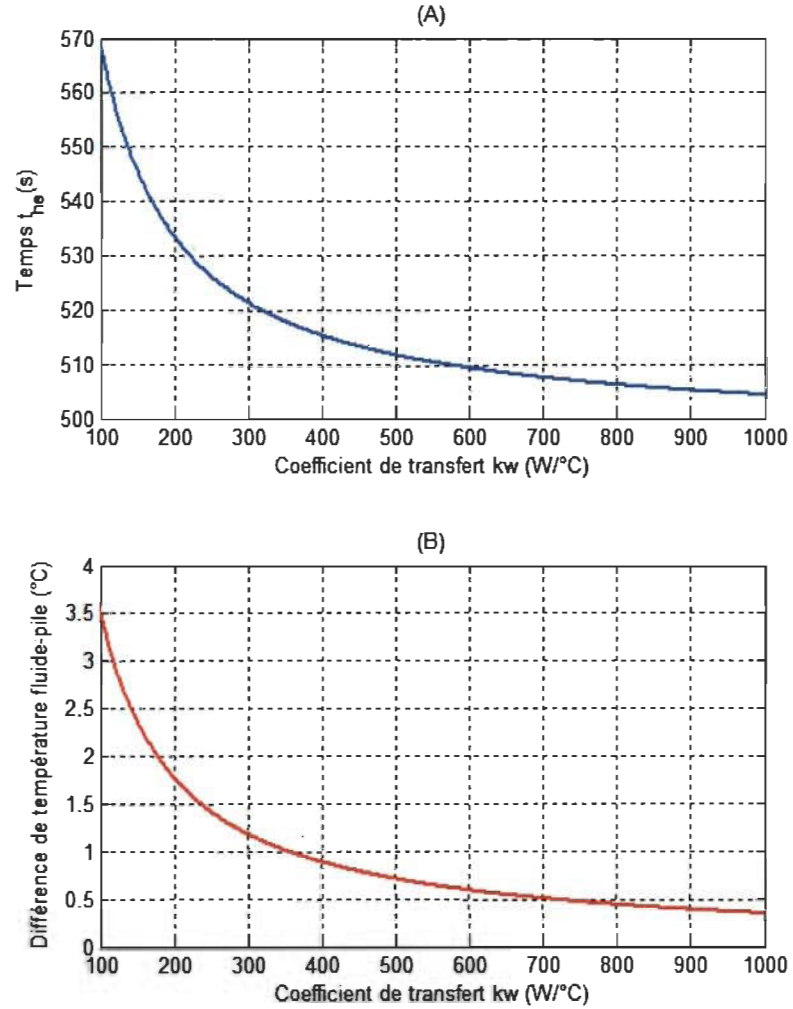 (A)
570
560
550
540
530
520
510
500
Temps t_he(s)
100 200 300 400 500 600 700 800 900 1000
Coefficient de transfert kw (W/°C)
(B)
4
3.5
3
2.5
2
1.5
1
0.5
0
Différence de température fluide-pile (°C)
100 200 300 400 500 600 700 800 900 1000
Coefficient de transfert kw (W/°C)